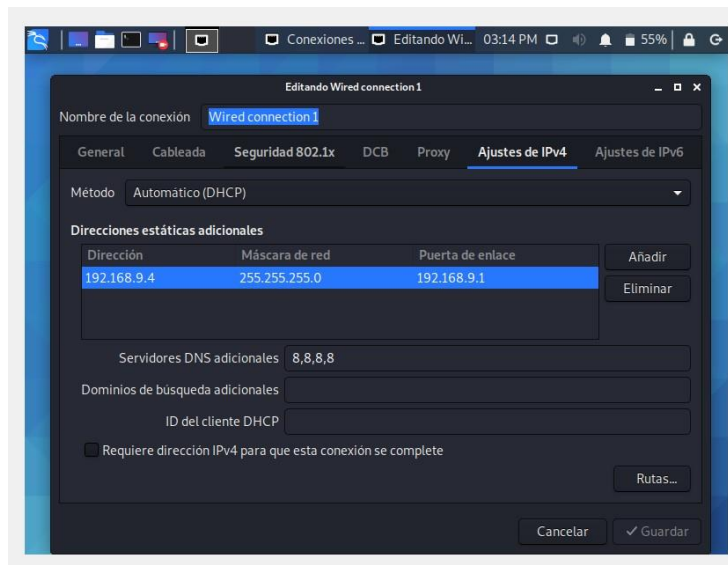 Conexiones ... Editando Wi... 03:14 PM 55%
Editando Wired connection 1
Nombre de la conexión Wired connection 1
General Cableada Seguridad 802.1x DCB Proxy Ajustes de IPv4 Ajustes de IPv6
Método Automático (DHCP)
Direcciones estáticas adicionales
Dirección Máscara de red Puerta de enlace Añadir
192.168.9.4 255.255.255.0 192.168.9.1
Eliminar
Servidores DNS adicionales 8,8,8,8
Dominios de búsqueda adicionales
ID del cliente DHCP
Requiere dirección IPv4 para que esta conexión se complete
Rutas...
Cancelar Guardar